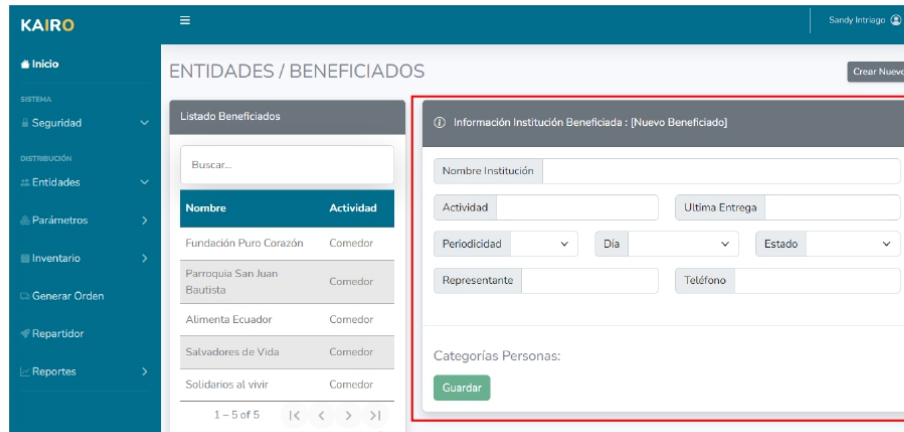 KAIRO
Sandy Intriago
Inicio
SISTEMA
Seguridad
DISTRIBUCIÓN
Entidades
Parámetros
Inventario
Generar Orden
Repartidor
Reportes
ENTIDADES / BENEFICIADOS
Crear Nuevo
Listado Beneficiados
Buscar...
Nombre Actividad
Fundación Puro Corazón Comedor
Parroquia San Juan Bautista Comedor
Alimenta Ecuador Comedor
Salvadores de Vida Comedor
Solidarios al vivir Comedor
1 – 5 of 5
Información Institución Beneficiada : [Nuevo Beneficiado]
Nombre Institución
Actividad Ultima Entrega
Periodicidad Día Estado
Representante Teléfono
Categorías Personas:
Guardar